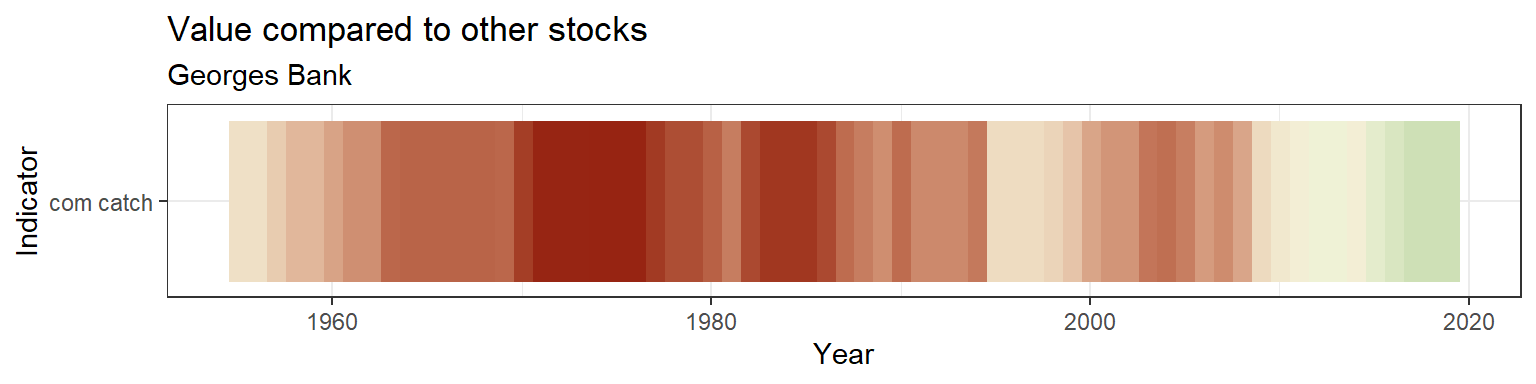 Value compared to other stocks
Georges Bank
Indicator
com catch
1960 1980 2000 2020
Year